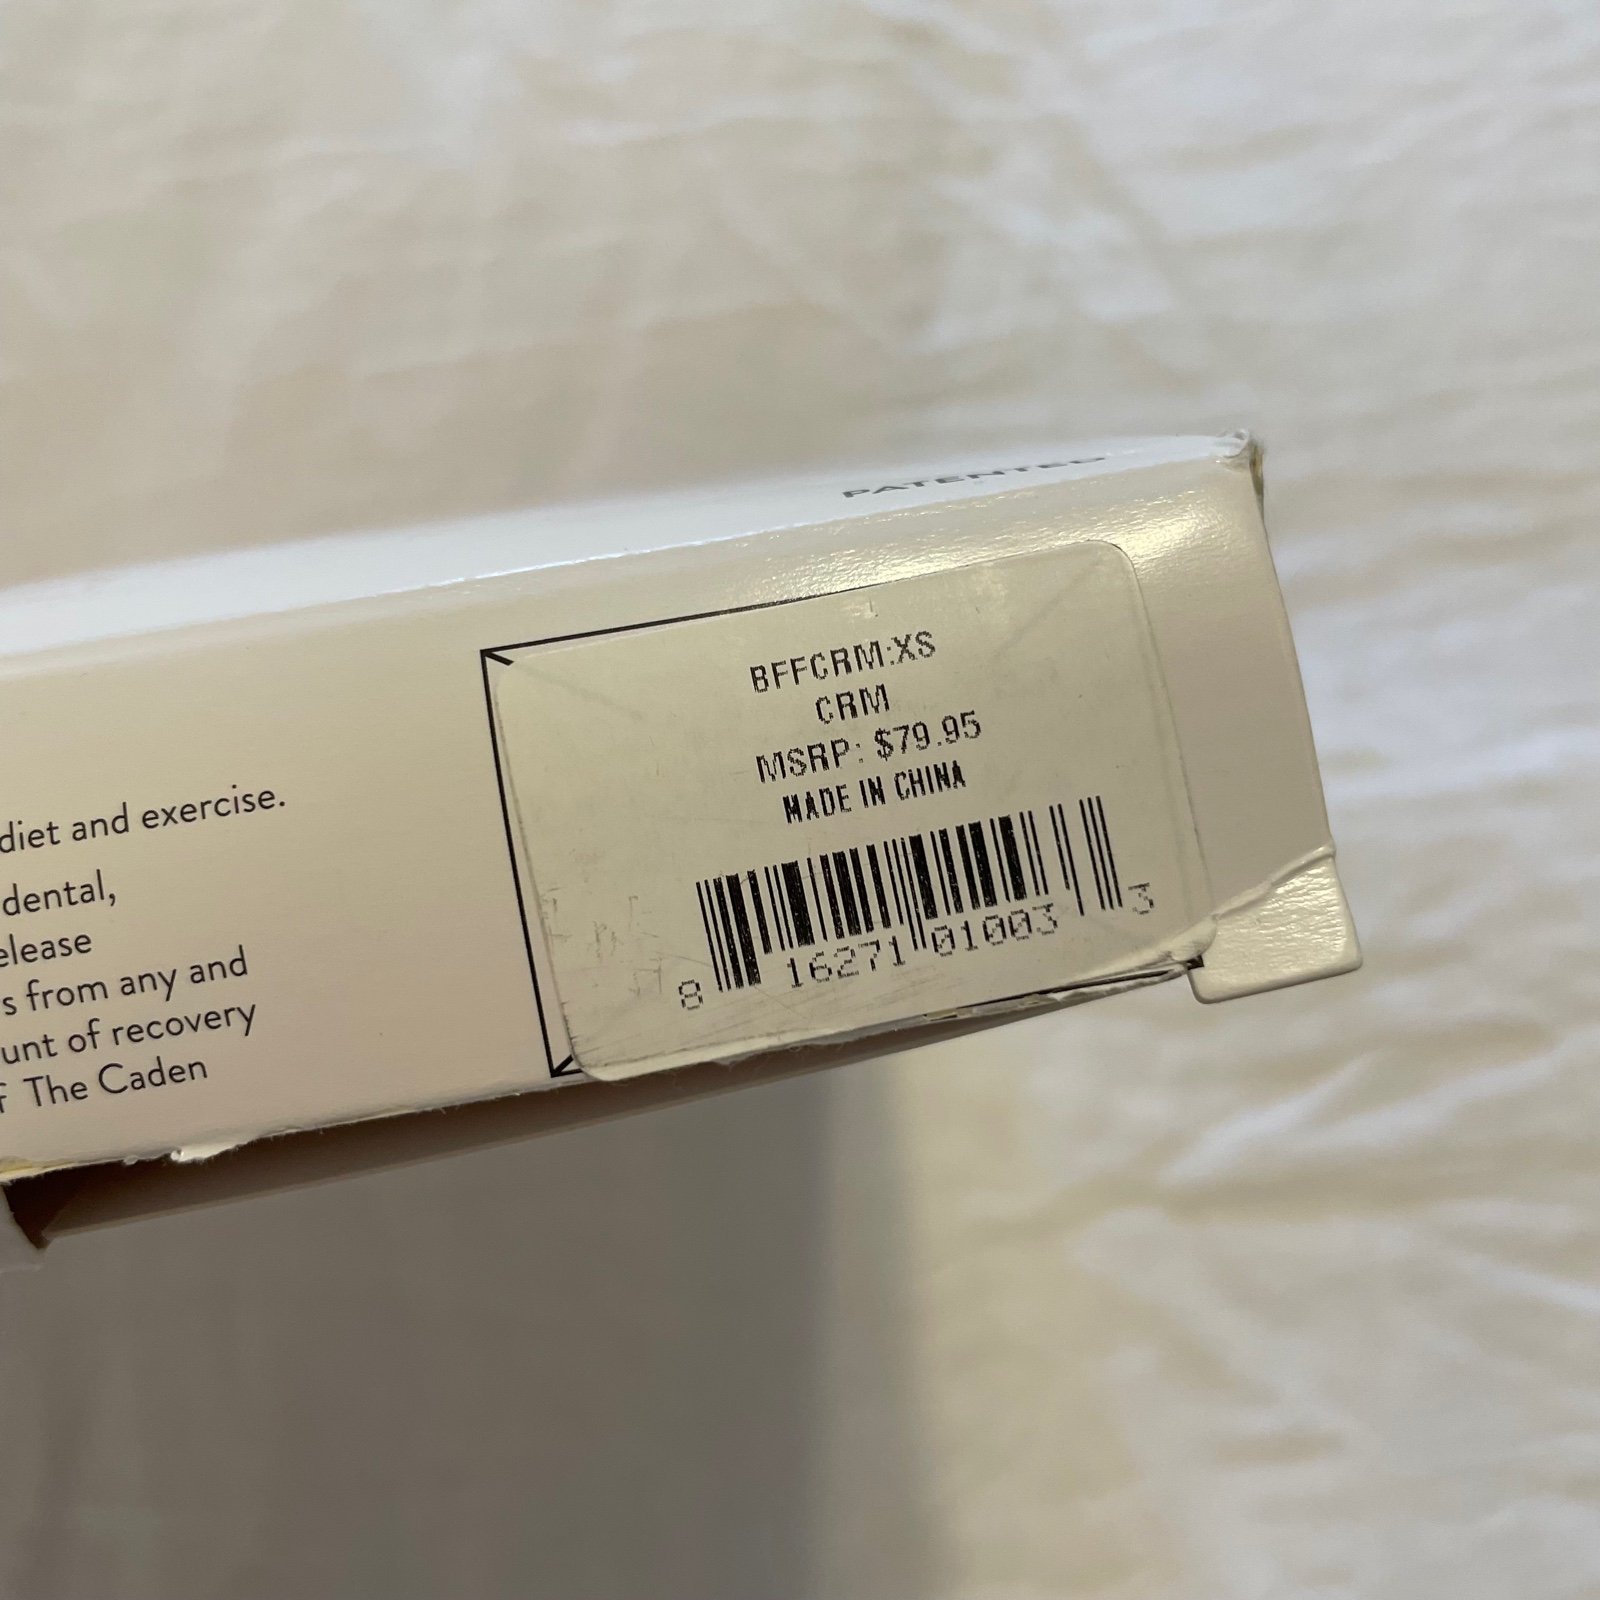 PATENTED
diet and exercise.
dental,
elease
s from any and
unt of recovery
f The Caden
BFFCRM:XS
CRM
MSRP: $79.95
MADE IN CHINA
8 16271 01003 3